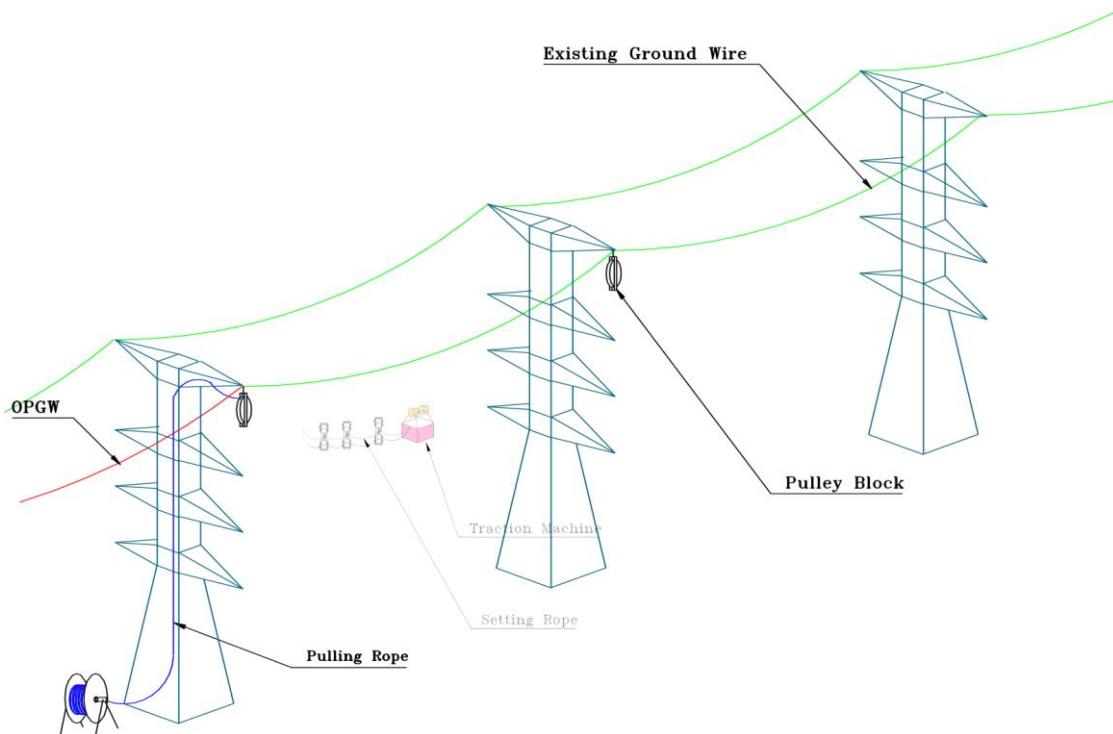 Existing Ground Wire
OPGW
Pulley Block
Traction Machine
Setting Rope
Pulling Rope